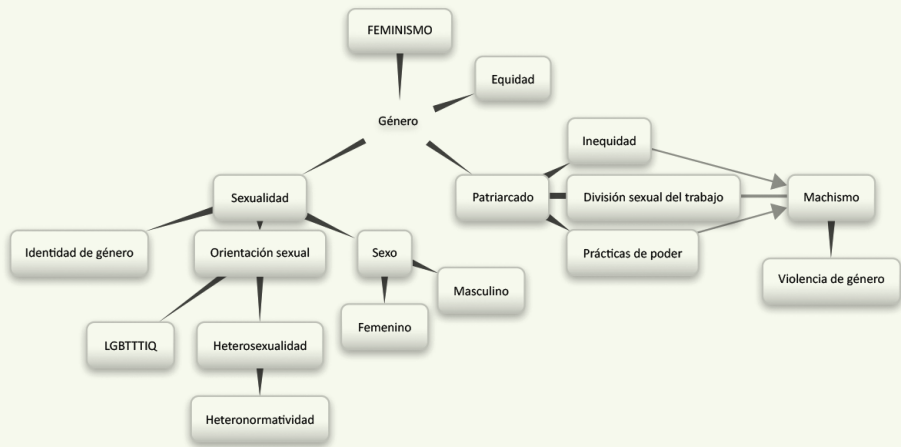 FEMINISMO
Equidad
Género
Inequidad
Sexualidad
Patriarcado
División sexual del trabajo
Machismo
Identidad de género
Orientación sexual
Sexo
Prácticas de poder
Masculino
Violencia de género
Femenino
LGBTTTIQ
Heterosexualidad
Heteronormatividad